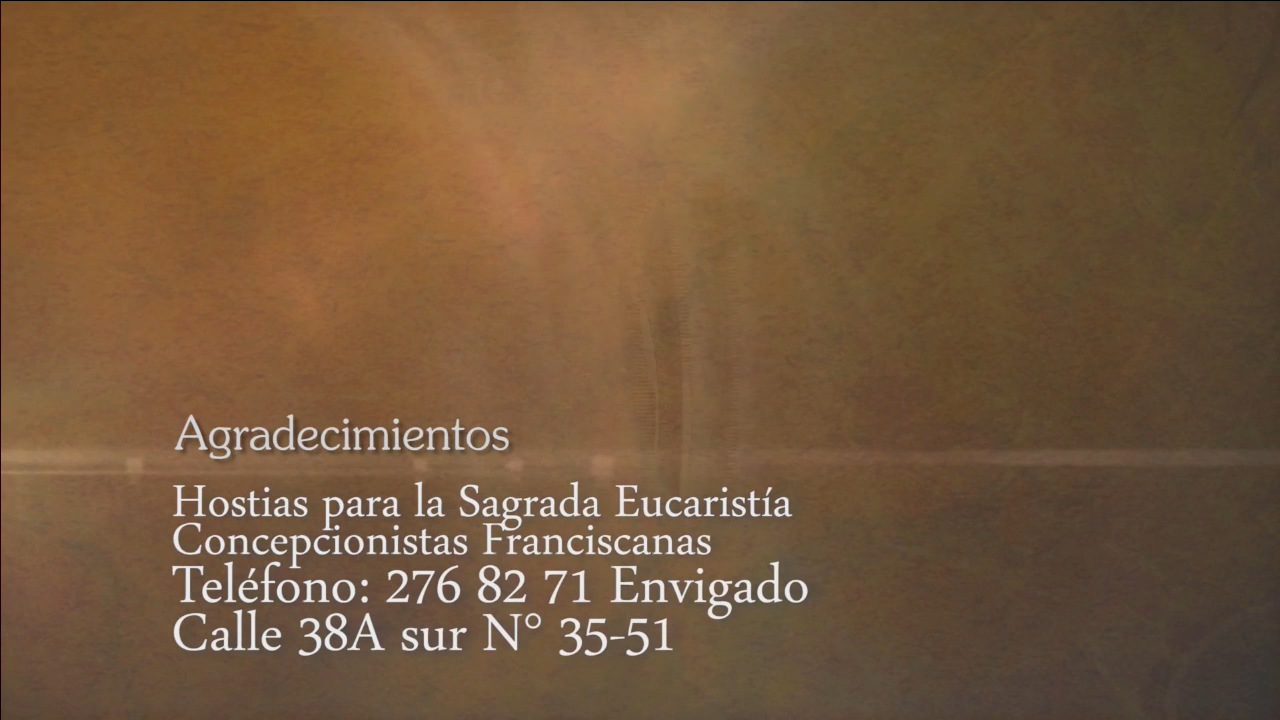 Agradecimientos
Hostias para la Sagrada Eucaristía
Concepcionistas Franciscanas
Teléfono: 276 82 71 Envigado
Calle 38A sur N° 35-51